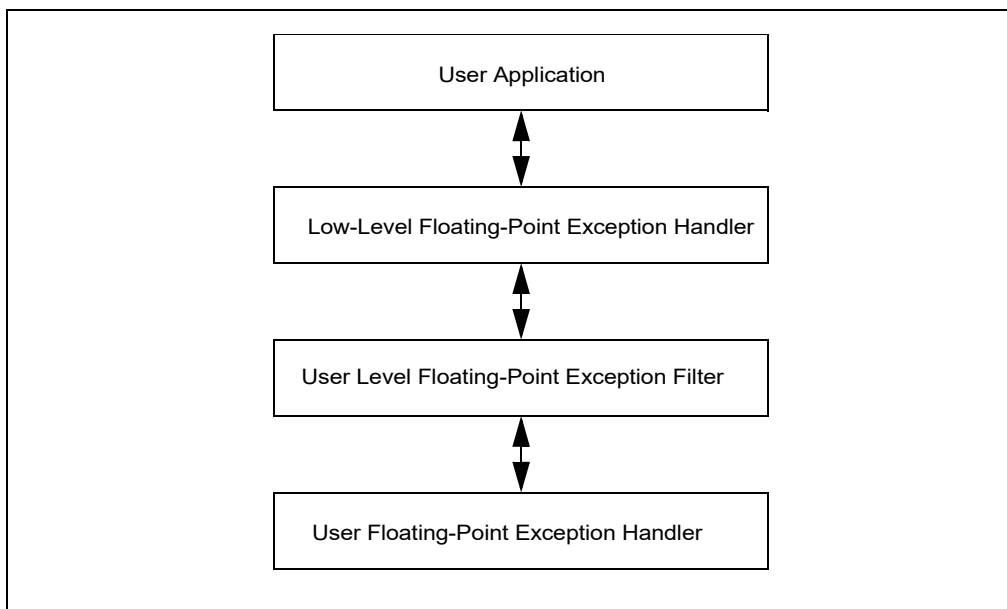 User Application
Low-Level Floating-Point Exception Handler
User Level Floating-Point Exception Filter
User Floating-Point Exception Handler